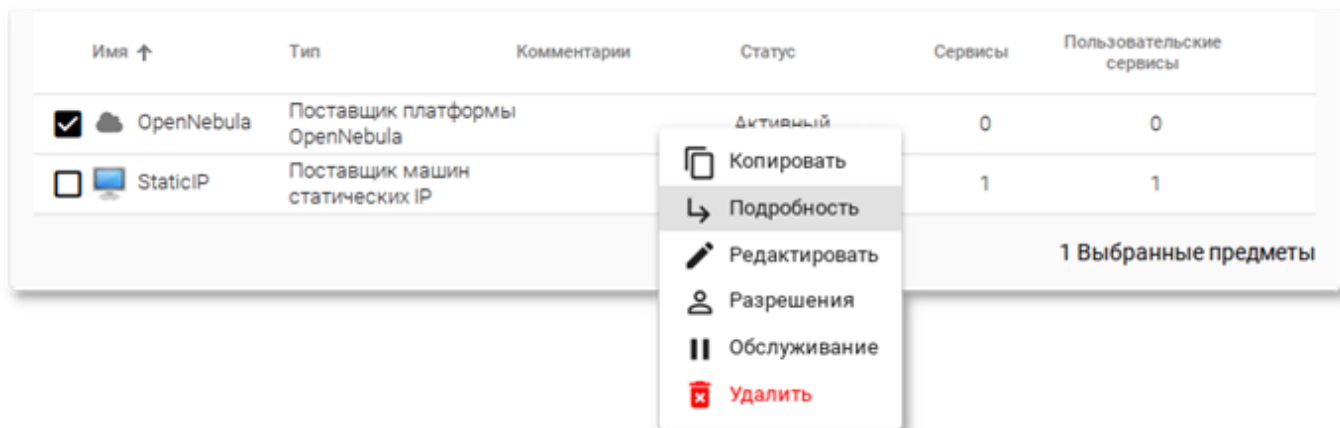 Имя Тип Комментарии Статус Сервисы Пользовательские сервисы
OpenNebula Поставщик платформы OpenNebula Активный 0 0
StaticIP Поставщик машин статических IP 1 1
Копировать
Подробность
Редактировать
Разрешения
Обслуживание
Удалить
1 Выбранные предметы